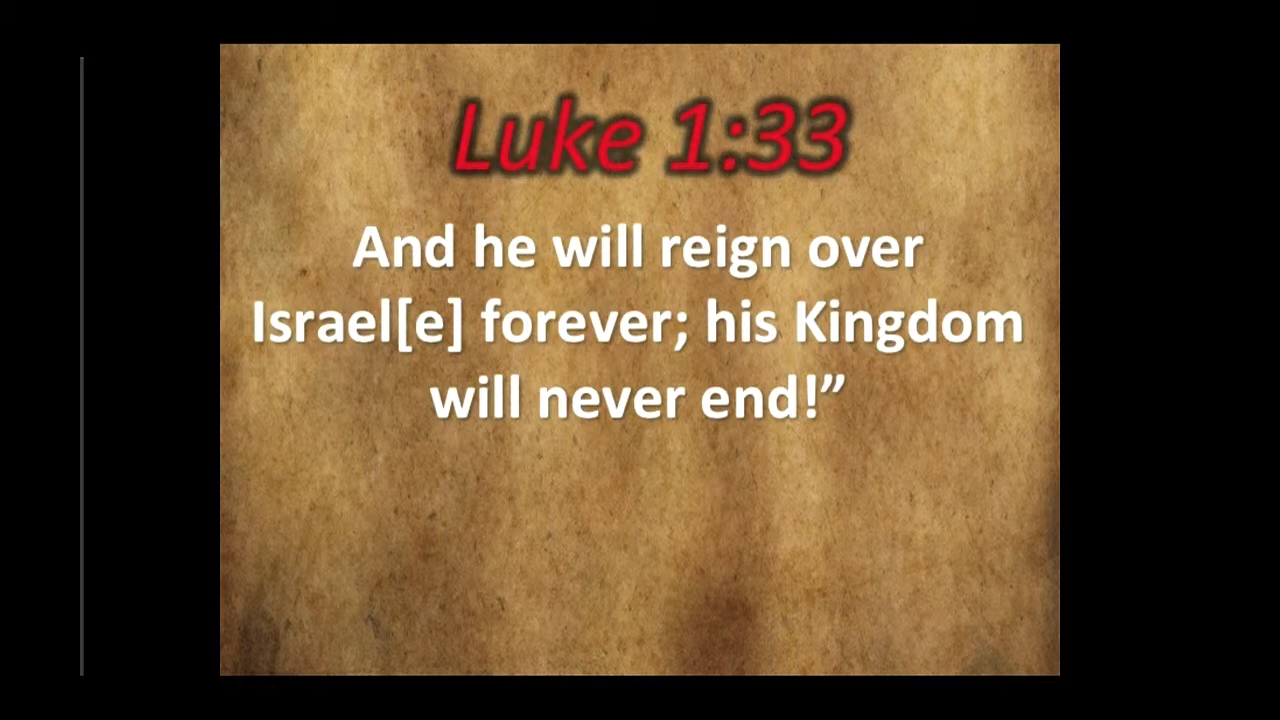 Luke 1:33
And he will reign over
Israel[e] forever; his Kingdom
will never end!”